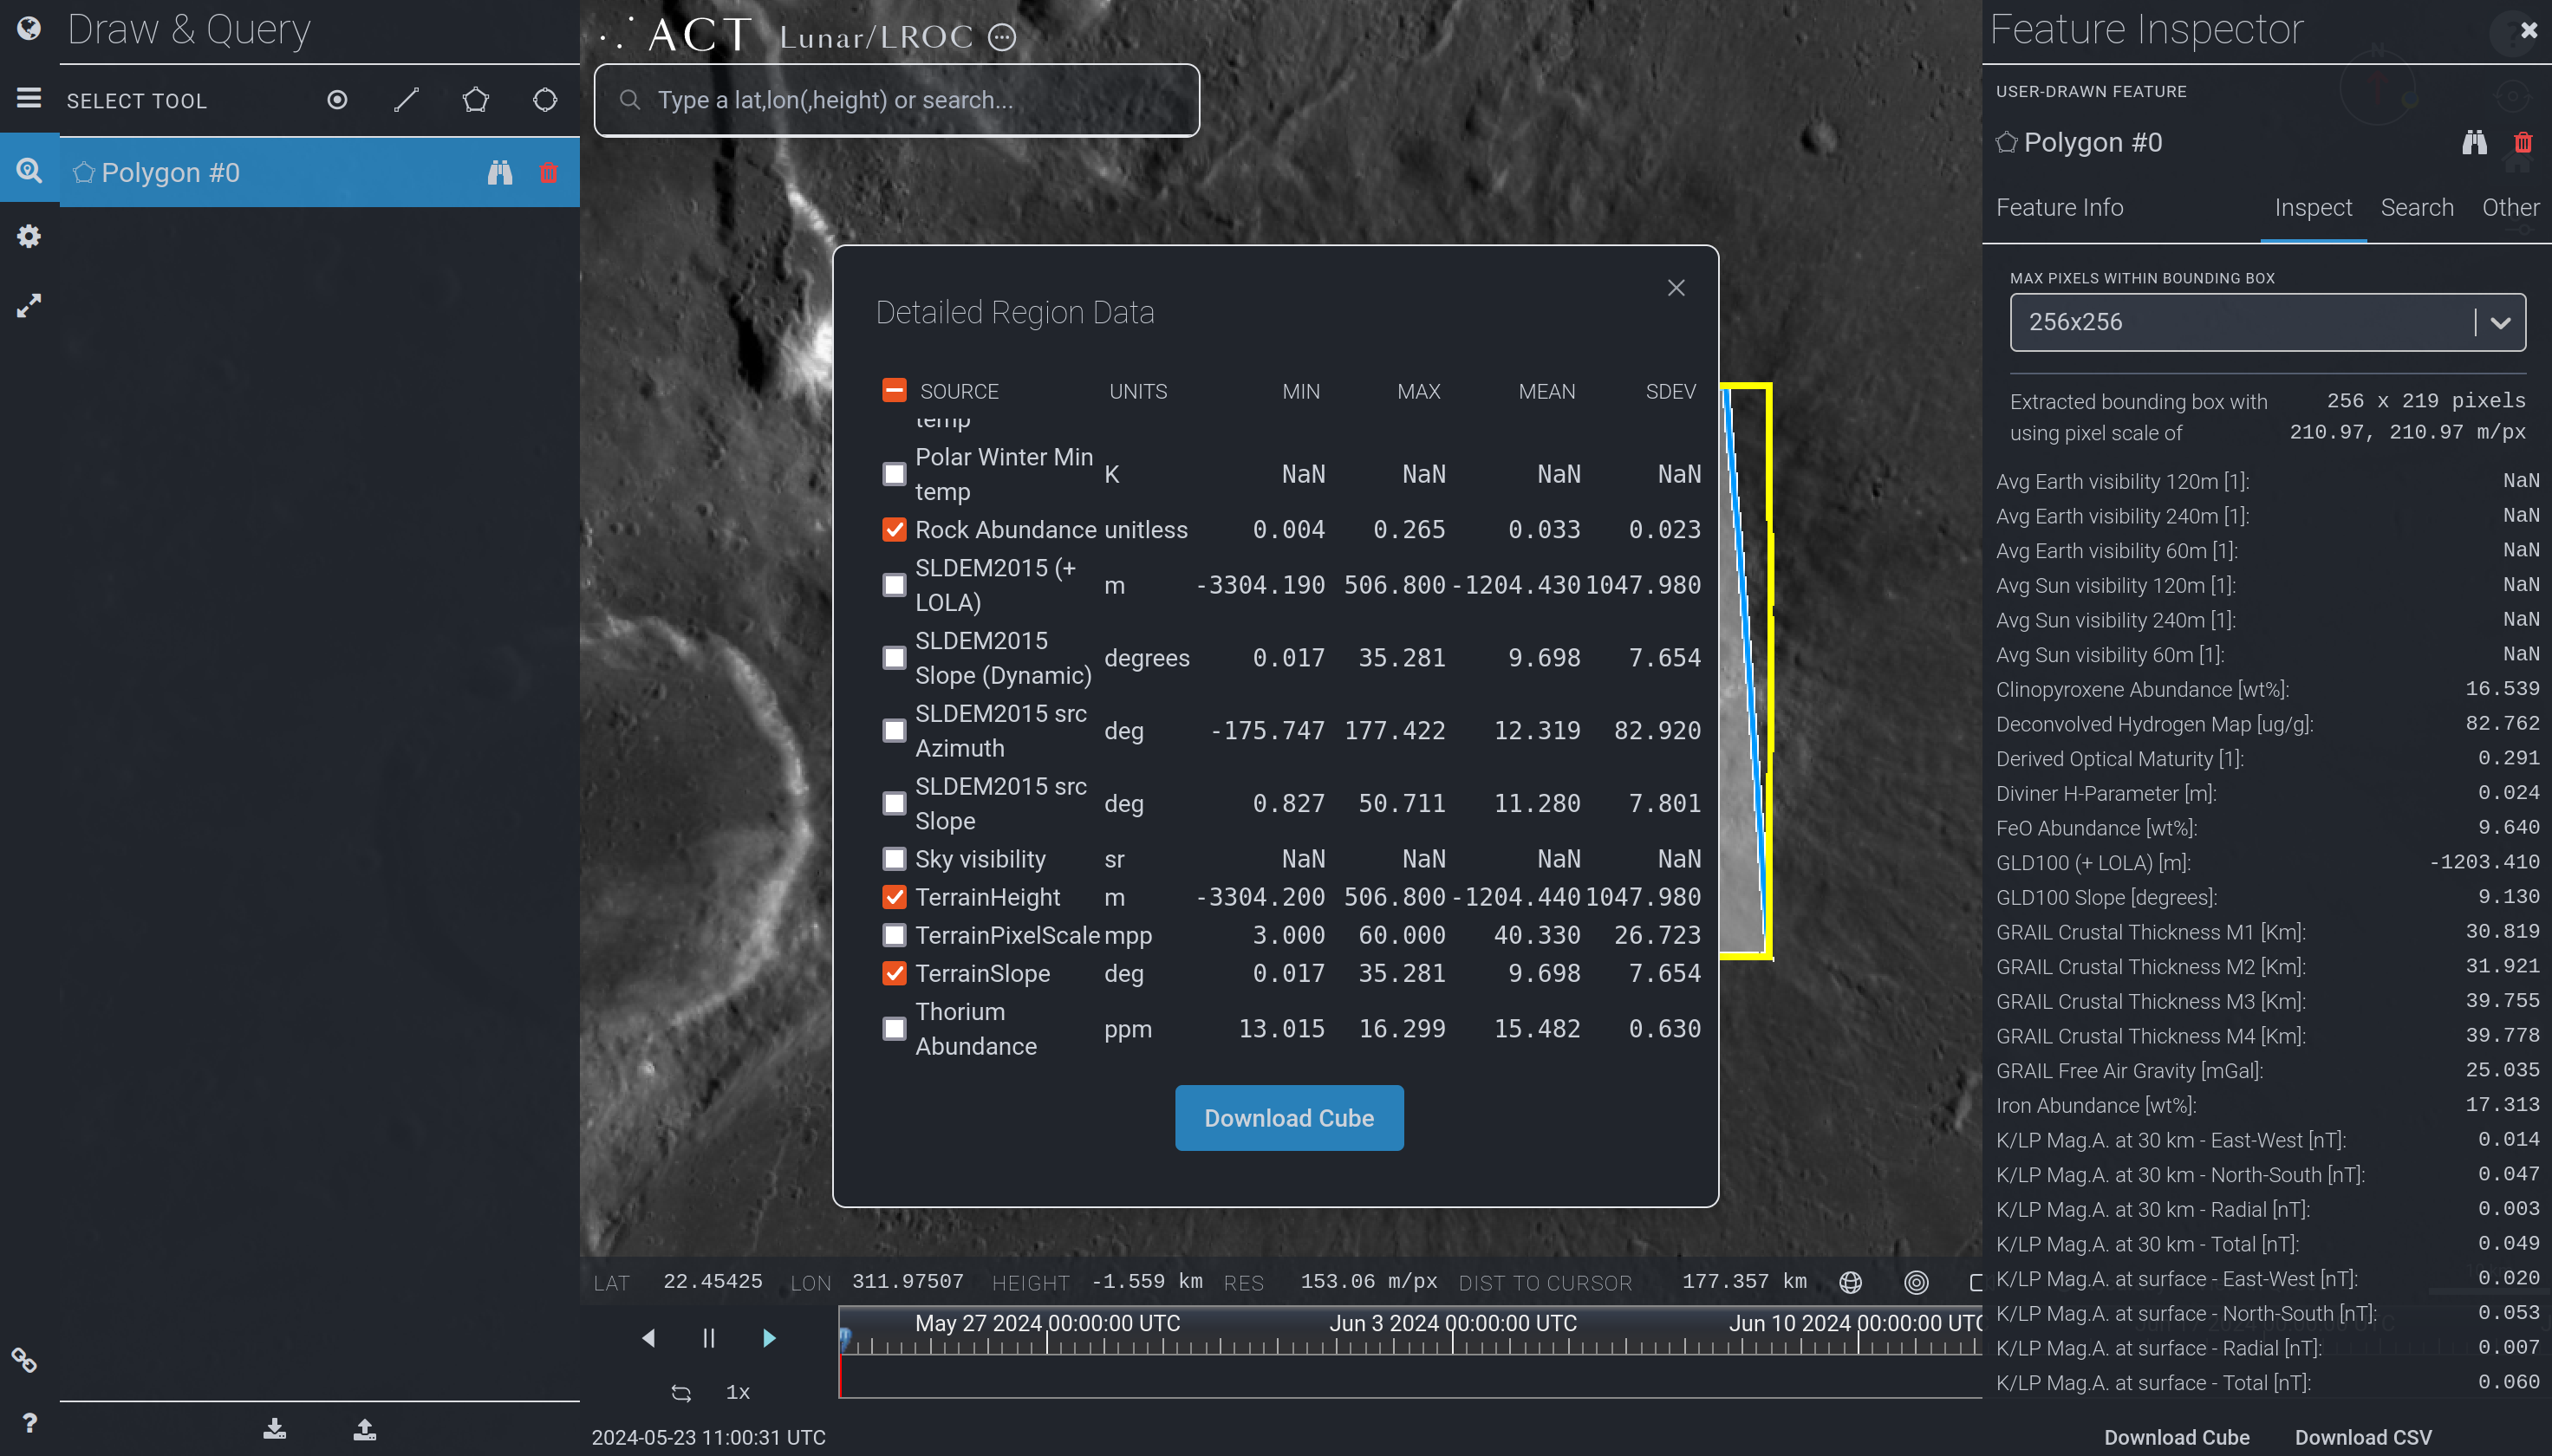 Draw & Query
SELECT TOOL
Polygon #0
ACT Lunar/LROC
Type a lat,lon(,height) or search...
Detailed Region Data
SOURCE UNITS MIN MAX MEAN SDEV
temp
Polar Winter Min temp K NaN NaN NaN NaN
Rock Abundance unitless 0.004 0.265 0.033 0.023
SLDEM2015 (+ LOLA) m -3304.190 506.800 -1204.430 1047.980
SLDEM2015 Slope (Dynamic) degrees 0.017 35.281 9.698 7.654
SLDEM2015 src Azimuth deg -175.747 177.422 12.319 82.920
SLDEM2015 src Slope deg 0.827 50.711 11.280 7.801
Sky visibility sr NaN NaN NaN NaN
TerrainHeight m -3304.200 506.800 -1204.440 1047.980
TerrainPixelScale mpp 3.000 60.000 40.330 26.723
TerrainSlope deg 0.017 35.281 9.698 7.654
Thorium Abundance ppm 13.015 16.299 15.482 0.630
Download Cube
LAT 22.45425 LON 311.97507 HEIGHT -1.559 km RES 153.06 m/px DIST TO CURSOR 177.357 km
May 27 2024 00:00:00 UTC Jun 3 2024 00:00:00 UTC Jun 10 2024 00:00:00 UTC
1x
2024-05-23 11:00:31 UTC
Feature Inspector
USER-DRAWN FEATURE
Polygon #0
Feature Info Inspect Search Other
MAX PIXELS WITHIN BOUNDING BOX
256x256
Extracted bounding box with 256 x 219 pixels
using pixel scale of 210.97, 210.97 m/px
Avg Earth visibility 120m [1]: NaN
Avg Earth visibility 240m [1]: NaN
Avg Earth visibility 60m [1]: NaN
Avg Sun visibility 120m [1]: NaN
Avg Sun visibility 240m [1]: NaN
Avg Sun visibility 60m [1]: NaN
Clinopyroxene Abundance [wt%]: 16.539
Deconvolved Hydrogen Map [ug/g]: 82.762
Derived Optical Maturity [1]: 0.291
Diviner H-Parameter [m]: 0.024
FeO Abundance [wt%]: 9.640
GLD100 (+ LOLA) [m]: -1203.410
GLD100 Slope [degrees]: 9.130
GRAIL Crustal Thickness M1 [Km]: 30.819
GRAIL Crustal Thickness M2 [Km]: 31.921
GRAIL Crustal Thickness M3 [Km]: 39.755
GRAIL Crustal Thickness M4 [Km]: 39.778
GRAIL Free Air Gravity [mGal]: 25.035
Iron Abundance [wt%]: 17.313
K/LP Mag.A. at 30 km - East-West [nT]: 0.014
K/LP Mag.A. at 30 km - North-South [nT]: 0.047
K/LP Mag.A. at 30 km - Radial [nT]: 0.003
K/LP Mag.A. at 30 km - Total [nT]: 0.049
K/LP Mag.A. at surface - East-West [nT]: 0.020
K/LP Mag.A. at surface - North-South [nT]: 0.053
K/LP Mag.A. at surface - Radial [nT]: 0.007
K/LP Mag.A. at surface - Total [nT]: 0.060
Download Cube Download CSV